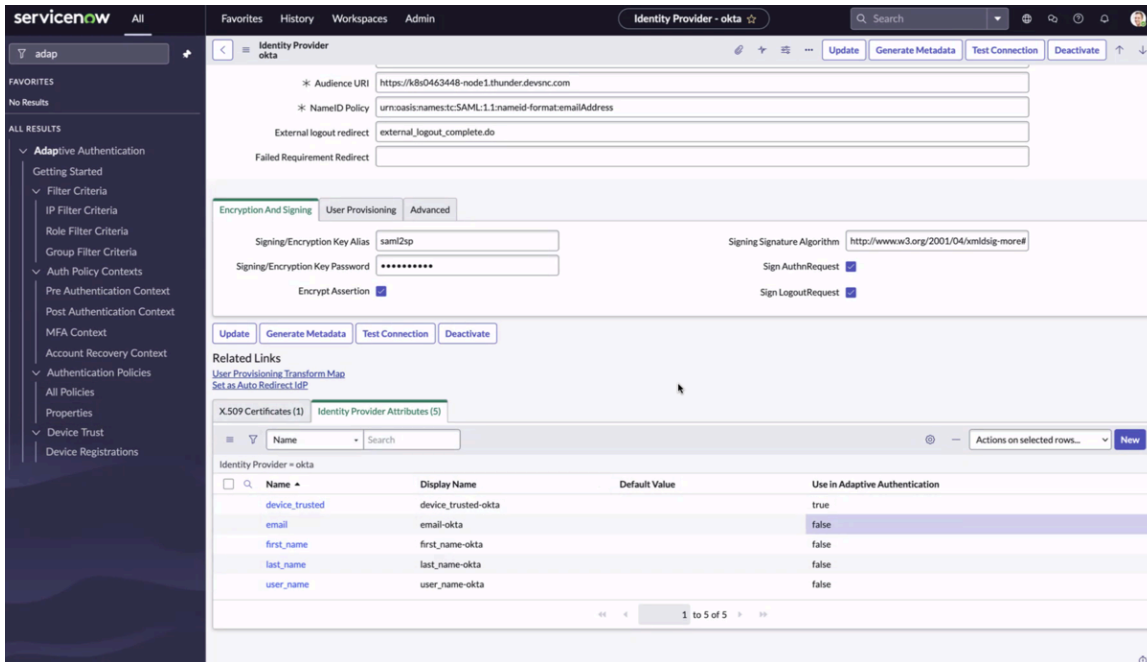 servicenow All Favorites History Workspaces Admin Identity Provider - okta Search
adap
FAVORITES
No Results
ALL RESULTS
Adaptive Authentication
Getting Started
Filter Criteria
IP Filter Criteria
Role Filter Criteria
Group Filter Criteria
Auth Policy Contexts
Pre Authentication Context
Post Authentication Context
MFA Context
Account Recovery Context
Authentication Policies
All Policies
Properties
Device Trust
Device Registrations
Identity Provider
okta
Update Generate Metadata Test Connection Deactivate
Audience URI https://k8s0463448-node1.thunder.devsnc.com
NameID Policy urn:oasis:names:tc:SAML:1.1:nameid-format:emailAddress
External logout redirect external_logout_complete.do
Failed Requirement Redirect
Encryption And Signing User Provisioning Advanced
Signing/Encryption Key Alias saml2sp Signing Signature Algorithm http://www.w3.org/2001/04/xmldsig-more#
Signing/Encryption Key Password •••••••••• Sign AuthnRequest
Encrypt Assertion Sign LogoutRequest
Update Generate Metadata Test Connection Deactivate
Related Links
User Provisioning Transform Map
Set as Auto Redirect IdP
X.509 Certificates (1) Identity Provider Attributes (5)
Name Search Actions on selected rows... New
Identity Provider = okta
Name Display Name Default Value Use in Adaptive Authentication
device_trusted device_trusted-okta true
email email-okta false
first_name first_name-okta false
last_name last_name-okta false
user_name user_name-okta false
1 to 5 of 5